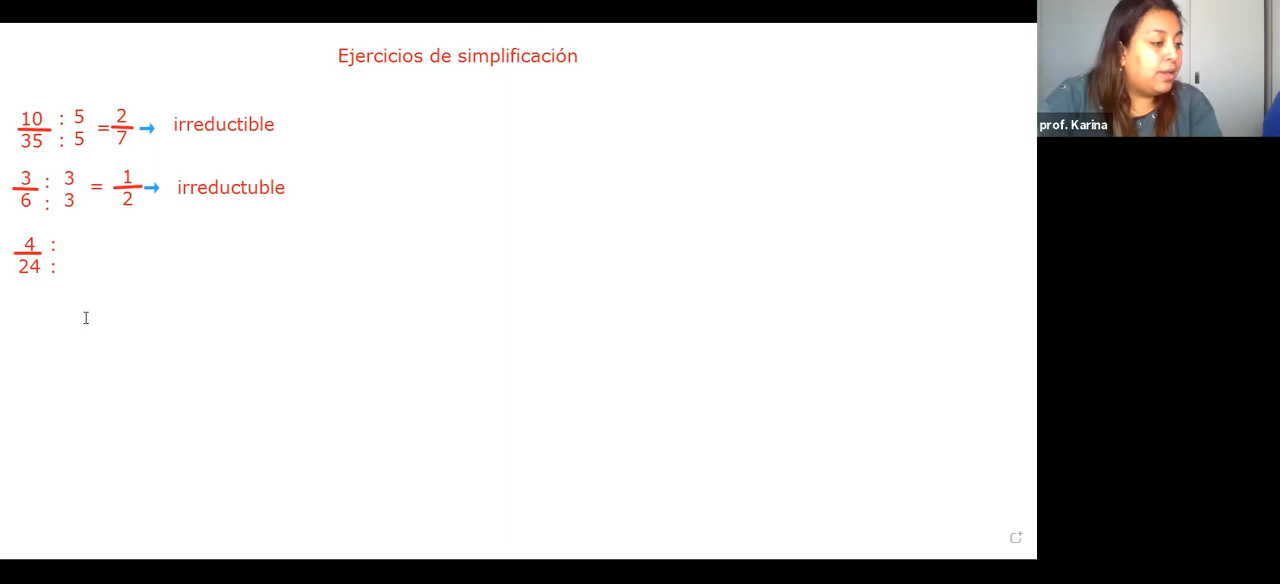 Ejercicios de simplificación
10 : 5 = 2 → irreductible
35 : 5 7
3 : 3 = 1 → irreductuble
6 : 3 2
4 :
24 :
prof. Karina